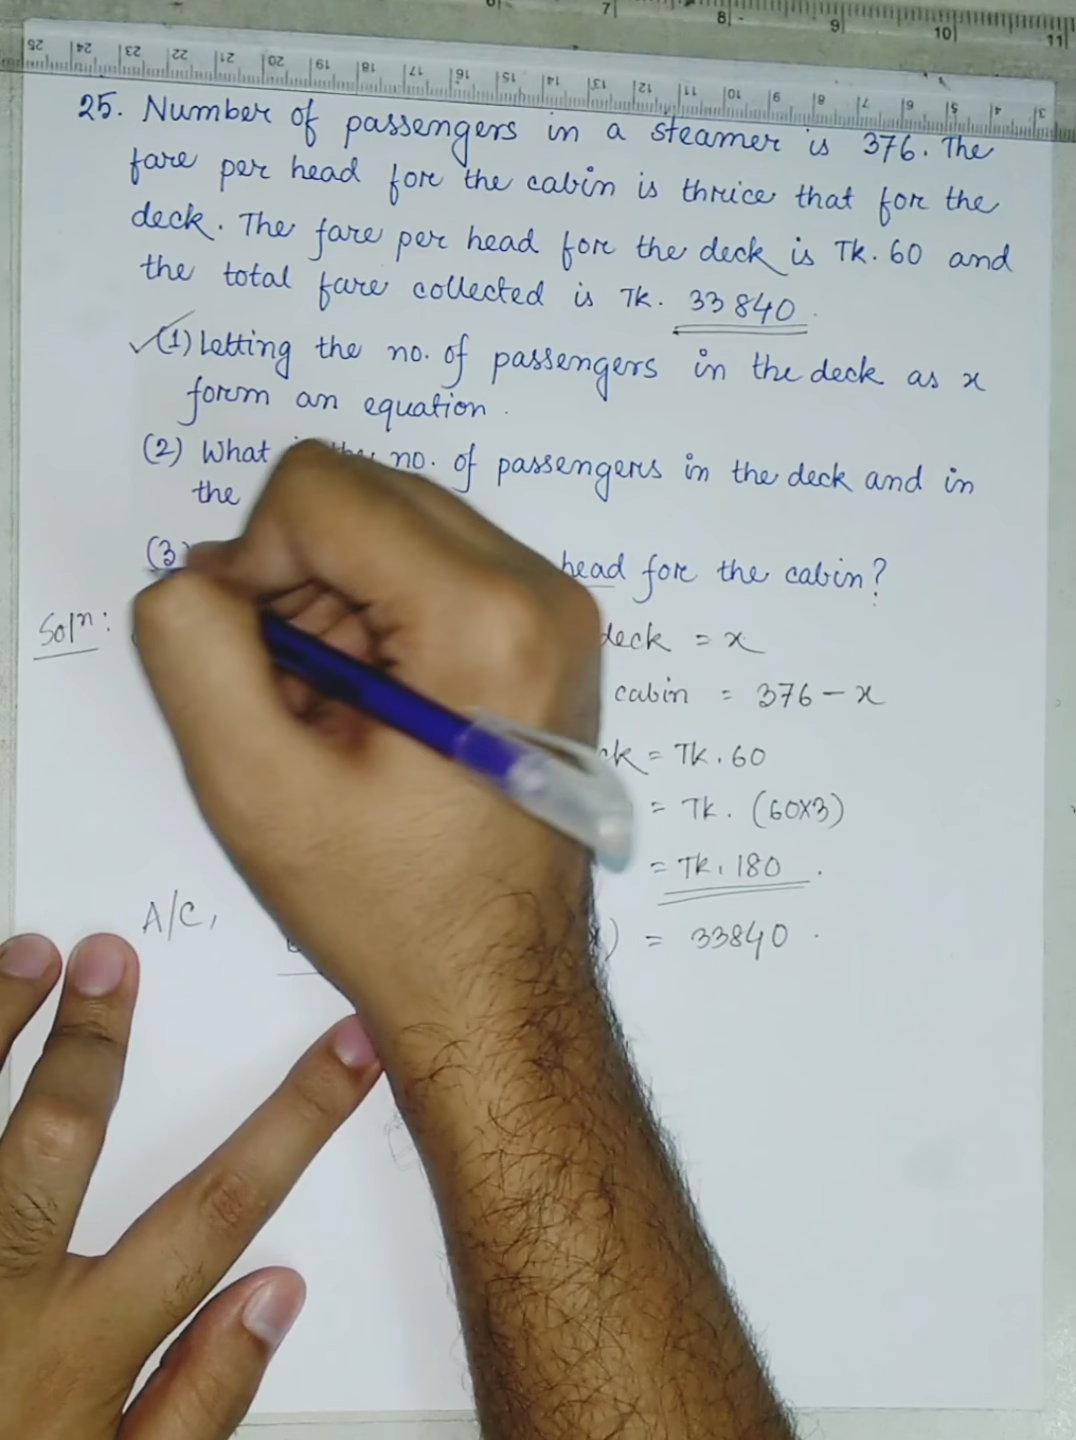 25. Number of passengers in a steamer is 376. The
fare per head for the cabin is thrice that for the
deck. The fare per head for the deck is Tk. 60 and
the total fare collected is Tk. 33840.
(1) Letting the no. of passengers in the deck as x
form an equation.
(2) What no. of passengers in the deck and in
the
(3) head for the cabin?
Solⁿ: deck = x
cabin = 376 - x
= Tk. 60
= Tk. (60×3)
= Tk. 180.
A/C, ) = 33840.